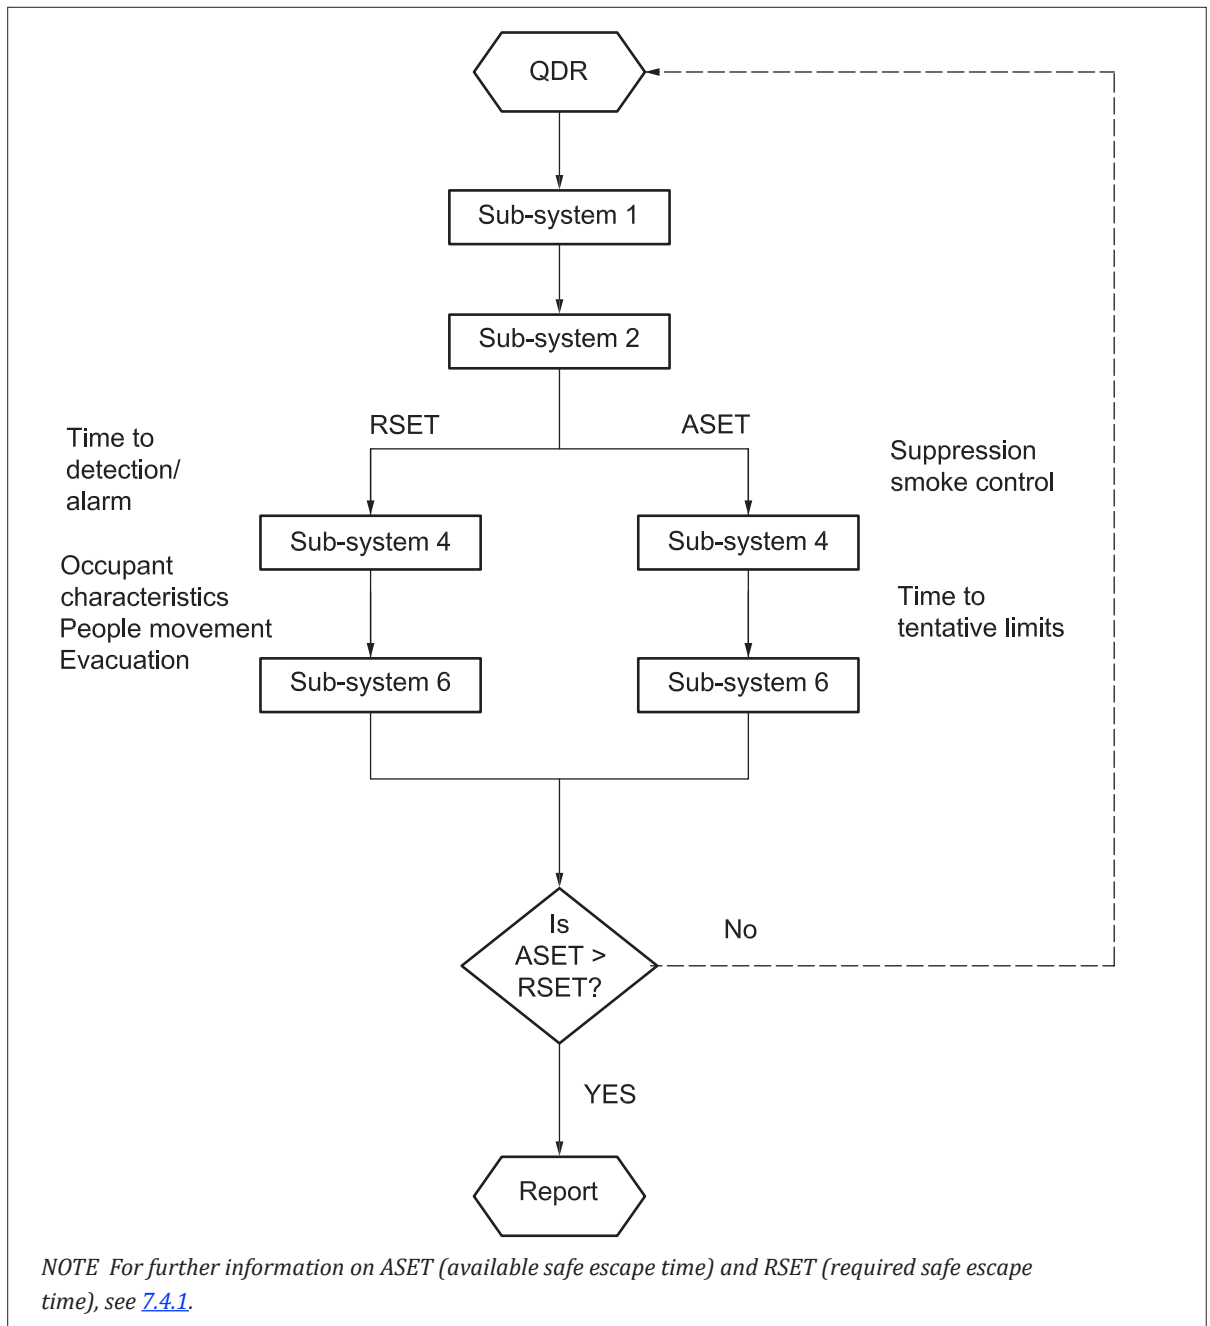 QDR
Sub-system 1
Sub-system 2
RSET
ASET
Time to
detection/
alarm
Suppression
smoke control
Sub-system 4
Sub-system 4
Occupant
characteristics
People movement
Evacuation
Time to
tentative limits
Sub-system 6
Sub-system 6
Is
ASET >
RSET?
No
YES
Report
NOTE For further information on ASET (available safe escape time) and RSET (required safe escape
time), see 7.4.1.